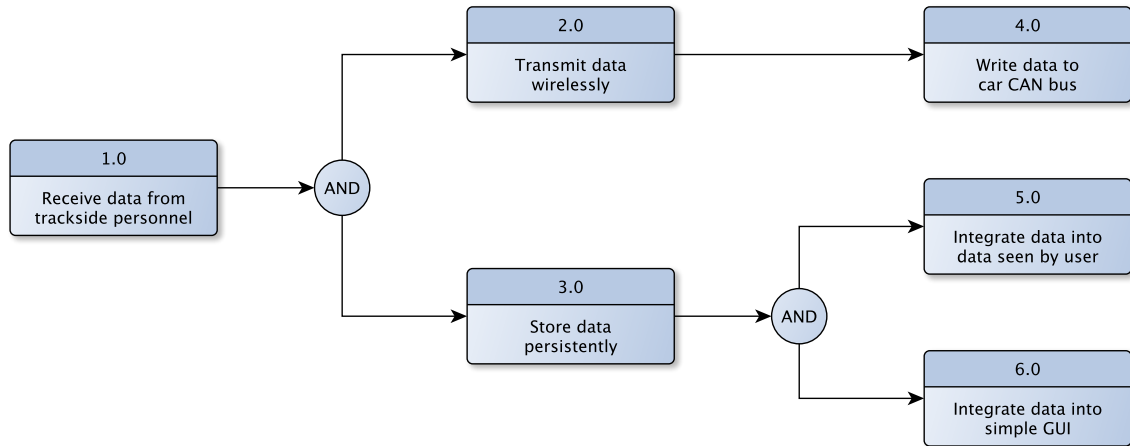 1.0
Receive data from
trackside personnel
AND
2.0
Transmit data
wirelessly
3.0
Store data
persistently
AND
4.0
Write data to
car CAN bus
5.0
Integrate data into
data seen by user
6.0
Integrate data into
simple GUI